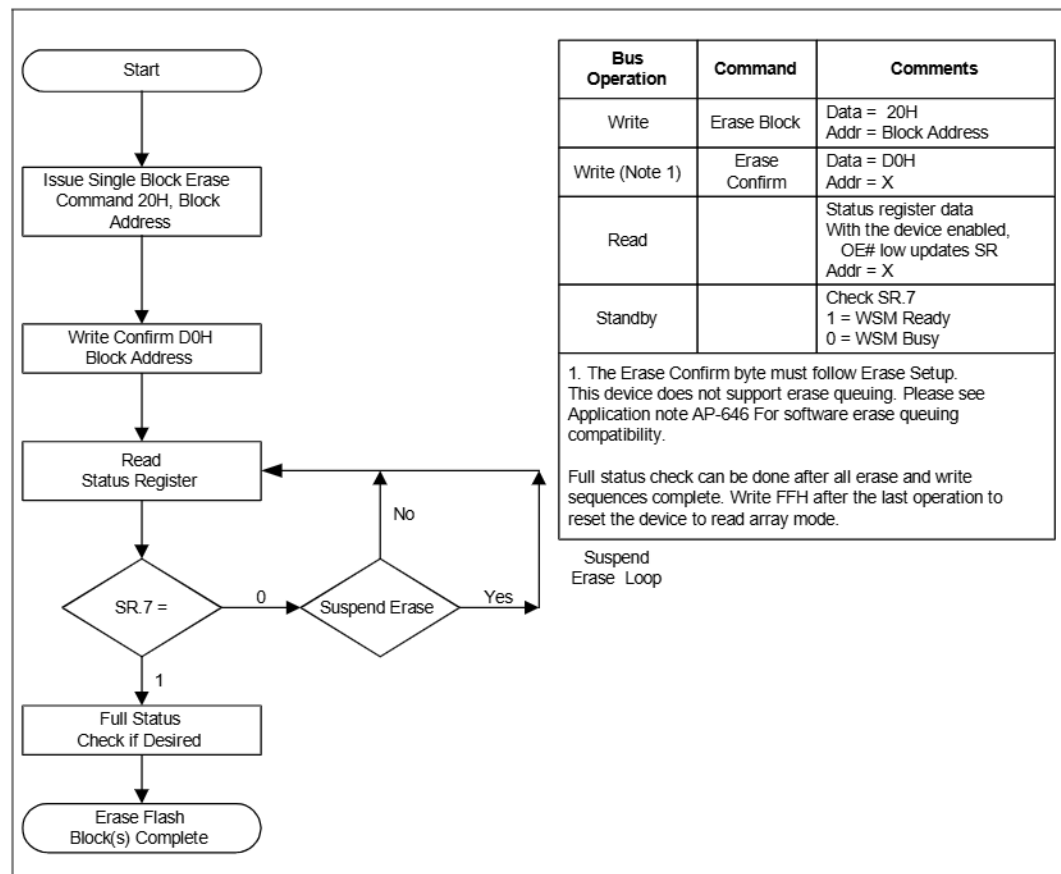 Start
Issue Single Block Erase
Command 20H, Block
Address
Write Confirm D0H
Block Address
Read
Status Register
No
SR.7 =
0
Suspend Erase
Yes
1
Full Status
Check if Desired
Erase Flash
Block(s) Complete
Bus
Operation
Command
Comments
Write
Erase Block
Data = 20H
Addr = Block Address
Write (Note 1)
Erase
Confirm
Data = D0H
Addr = X
Read
Status register data
With the device enabled,
OE# low updates SR
Addr = X
Standby
Check SR.7
1 = WSM Ready
0 = WSM Busy
1. The Erase Confirm byte must follow Erase Setup.
This device does not support erase queuing. Please see
Application note AP-646 For software erase queuing
compatibility.
Full status check can be done after all erase and write
sequences complete. Write FFH after the last operation to
reset the device to read array mode.
Suspend
Erase Loop